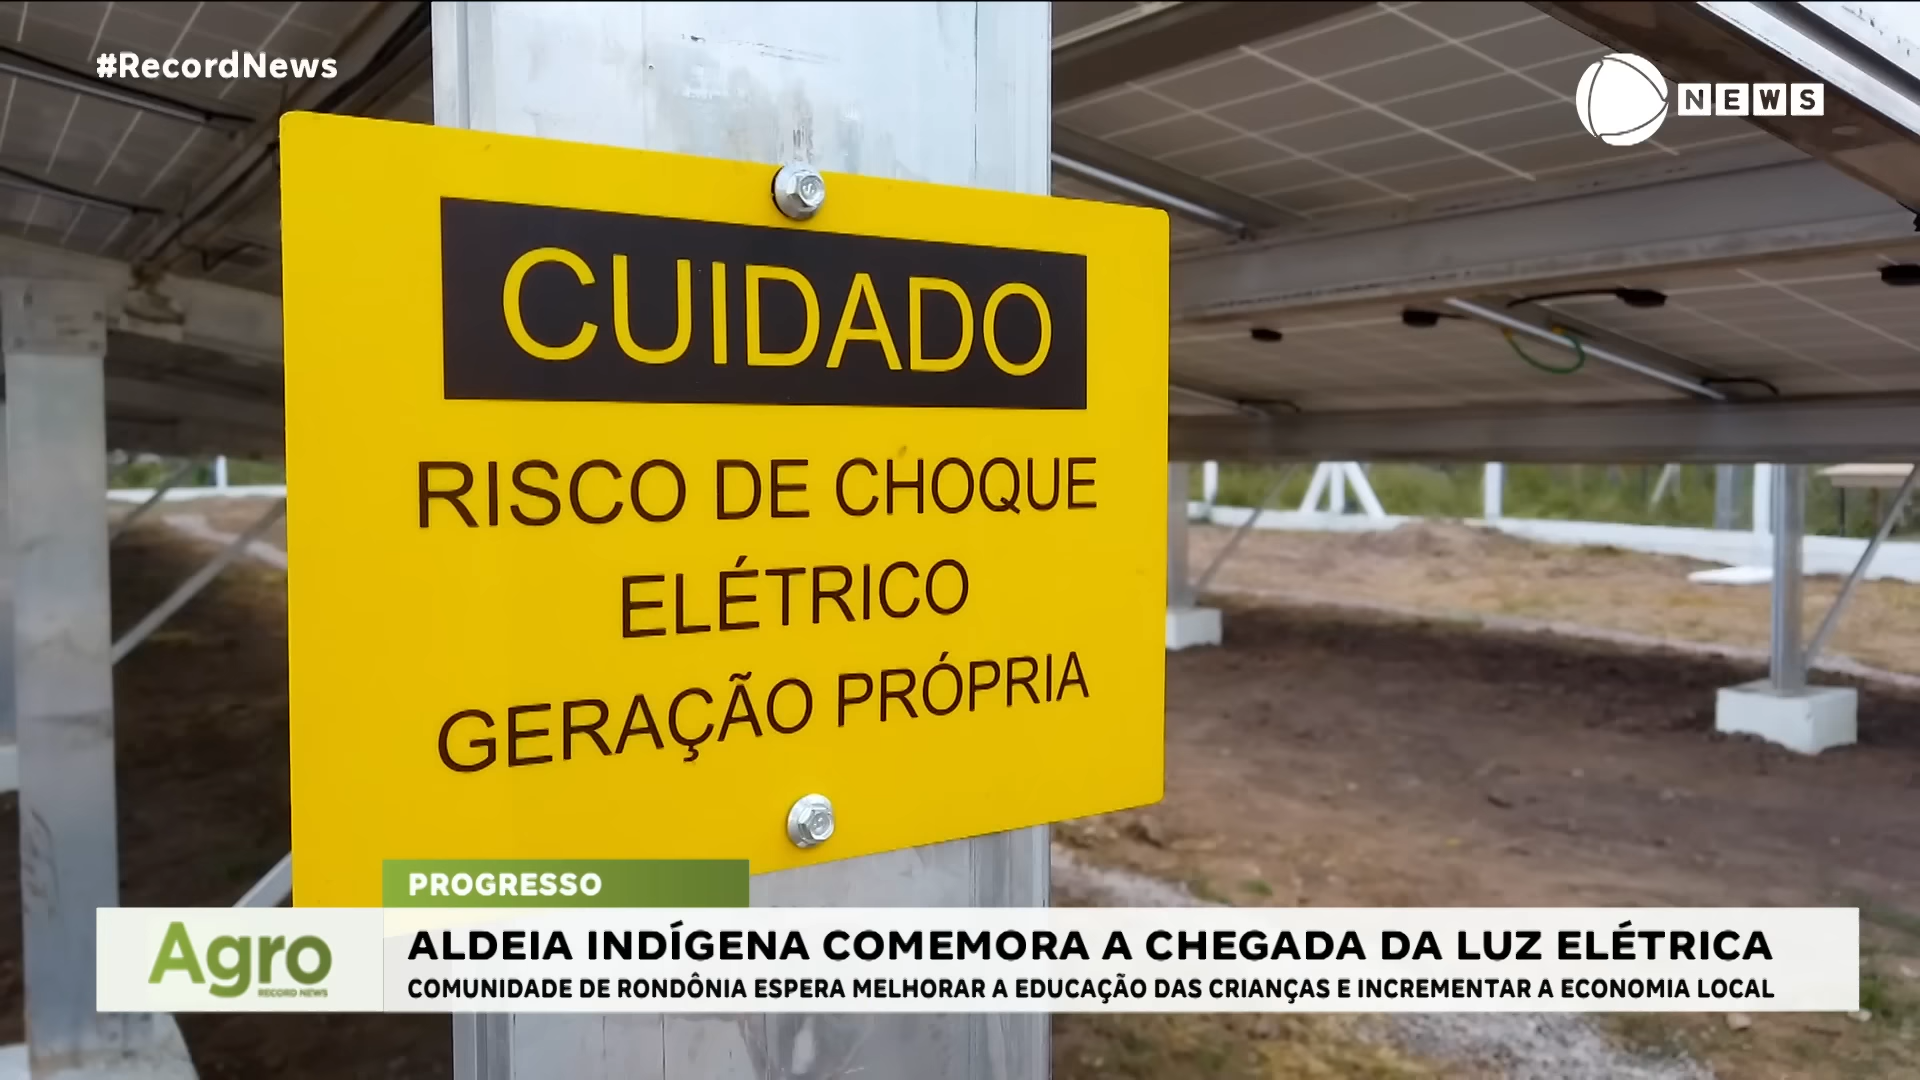 #RecordNews
NEWS
CUIDADO
RISCO DE CHOQUE
ELÉTRICO
GERAÇÃO PRÓPRIA
PROGRESSO
Agro
RECORD NEWS
ALDEIA INDÍGENA COMEMORA A CHEGADA DA LUZ ELÉTRICA
COMUNIDADE DE RONDÔNIA ESPERA MELHORAR A EDUCAÇÃO DAS CRIANÇAS E INCREMENTAR A ECONOMIA LOCAL